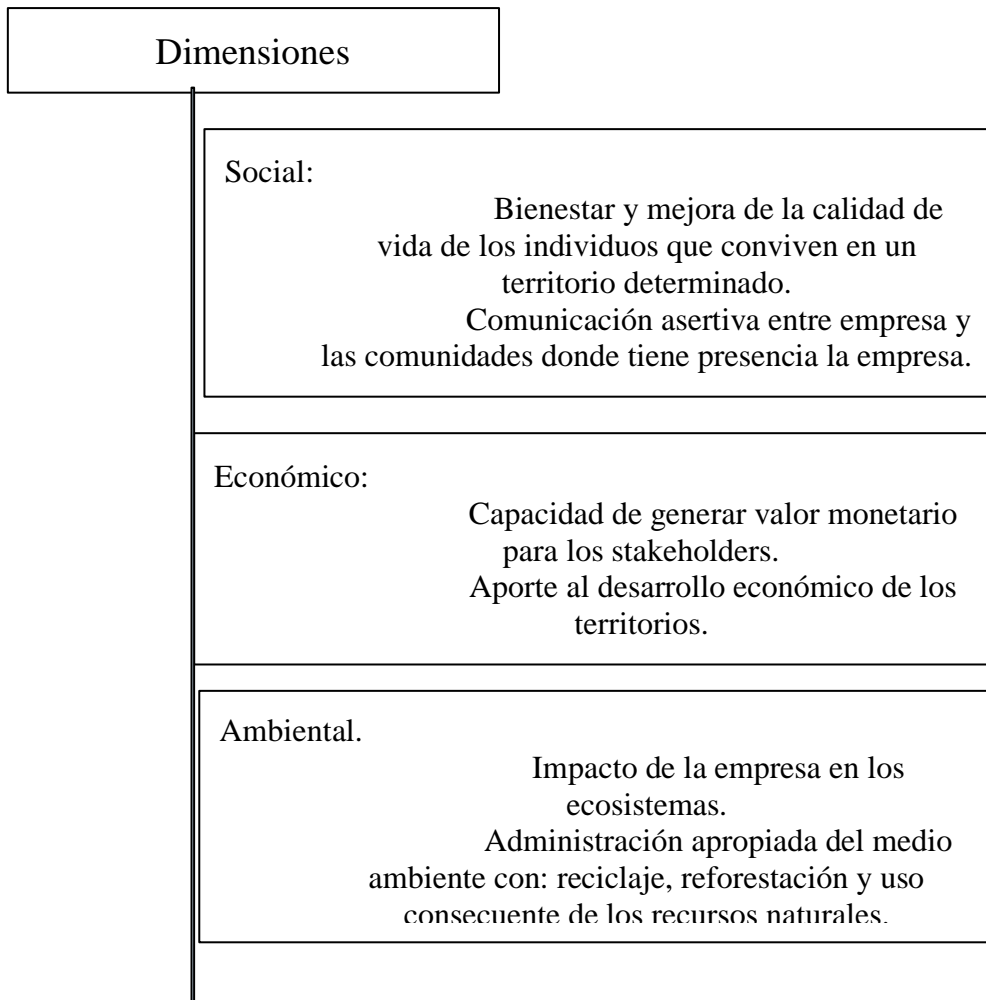 Dimensiones
Social:
Bienestar y mejora de la calidad de
vida de los individuos que conviven en un
territorio determinado.
Comunicación asertiva entre empresa y
las comunidades donde tiene presencia la empresa.
Económico:
Capacidad de generar valor monetario
para los stakeholders.
Aporte al desarrollo económico de los
territorios.
Ambiental.
Impacto de la empresa en los
ecosistemas.
Administración apropiada del medio
ambiente con: reciclaje, reforestación y uso
consecuente de los recursos naturales.